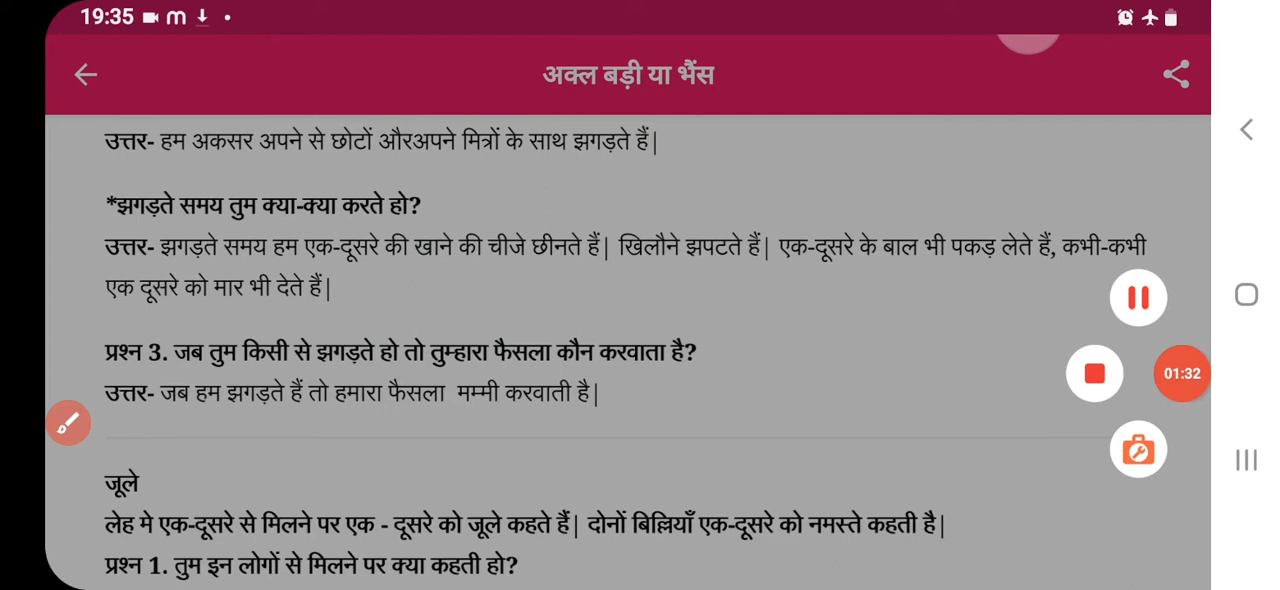 19:35
अक्ल बड़ी या भैंस
उत्तर- हम अकसर अपने से छोटों औरअपने मित्रों के साथ झगड़ते हैं|
*झगड़ते समय तुम क्या-क्या करते हो?
उत्तर- झगड़ते समय हम एक-दूसरे की खाने की चीजे छीनते हैं| खिलौने झपटते हैं| एक-दूसरे के बाल भी पकड़ लेते हैं, कभी-कभी
एक दूसरे को मार भी देते हैं|
प्रश्न 3. जब तुम किसी से झगड़ते हो तो तुम्हारा फैसला कौन करवाता है?
उत्तर- जब हम झगड़ते हैं तो हमारा फैसला मम्मी करवाती है|
01:32
जूले
लेह मे एक-दूसरे से मिलने पर एक - दूसरे को जूले कहते हैं| दोनों बिल्लियाँ एक-दूसरे को नमस्ते कहती है|
प्रश्न 1. तुम इन लोगों से मिलने पर क्या कहती हो?